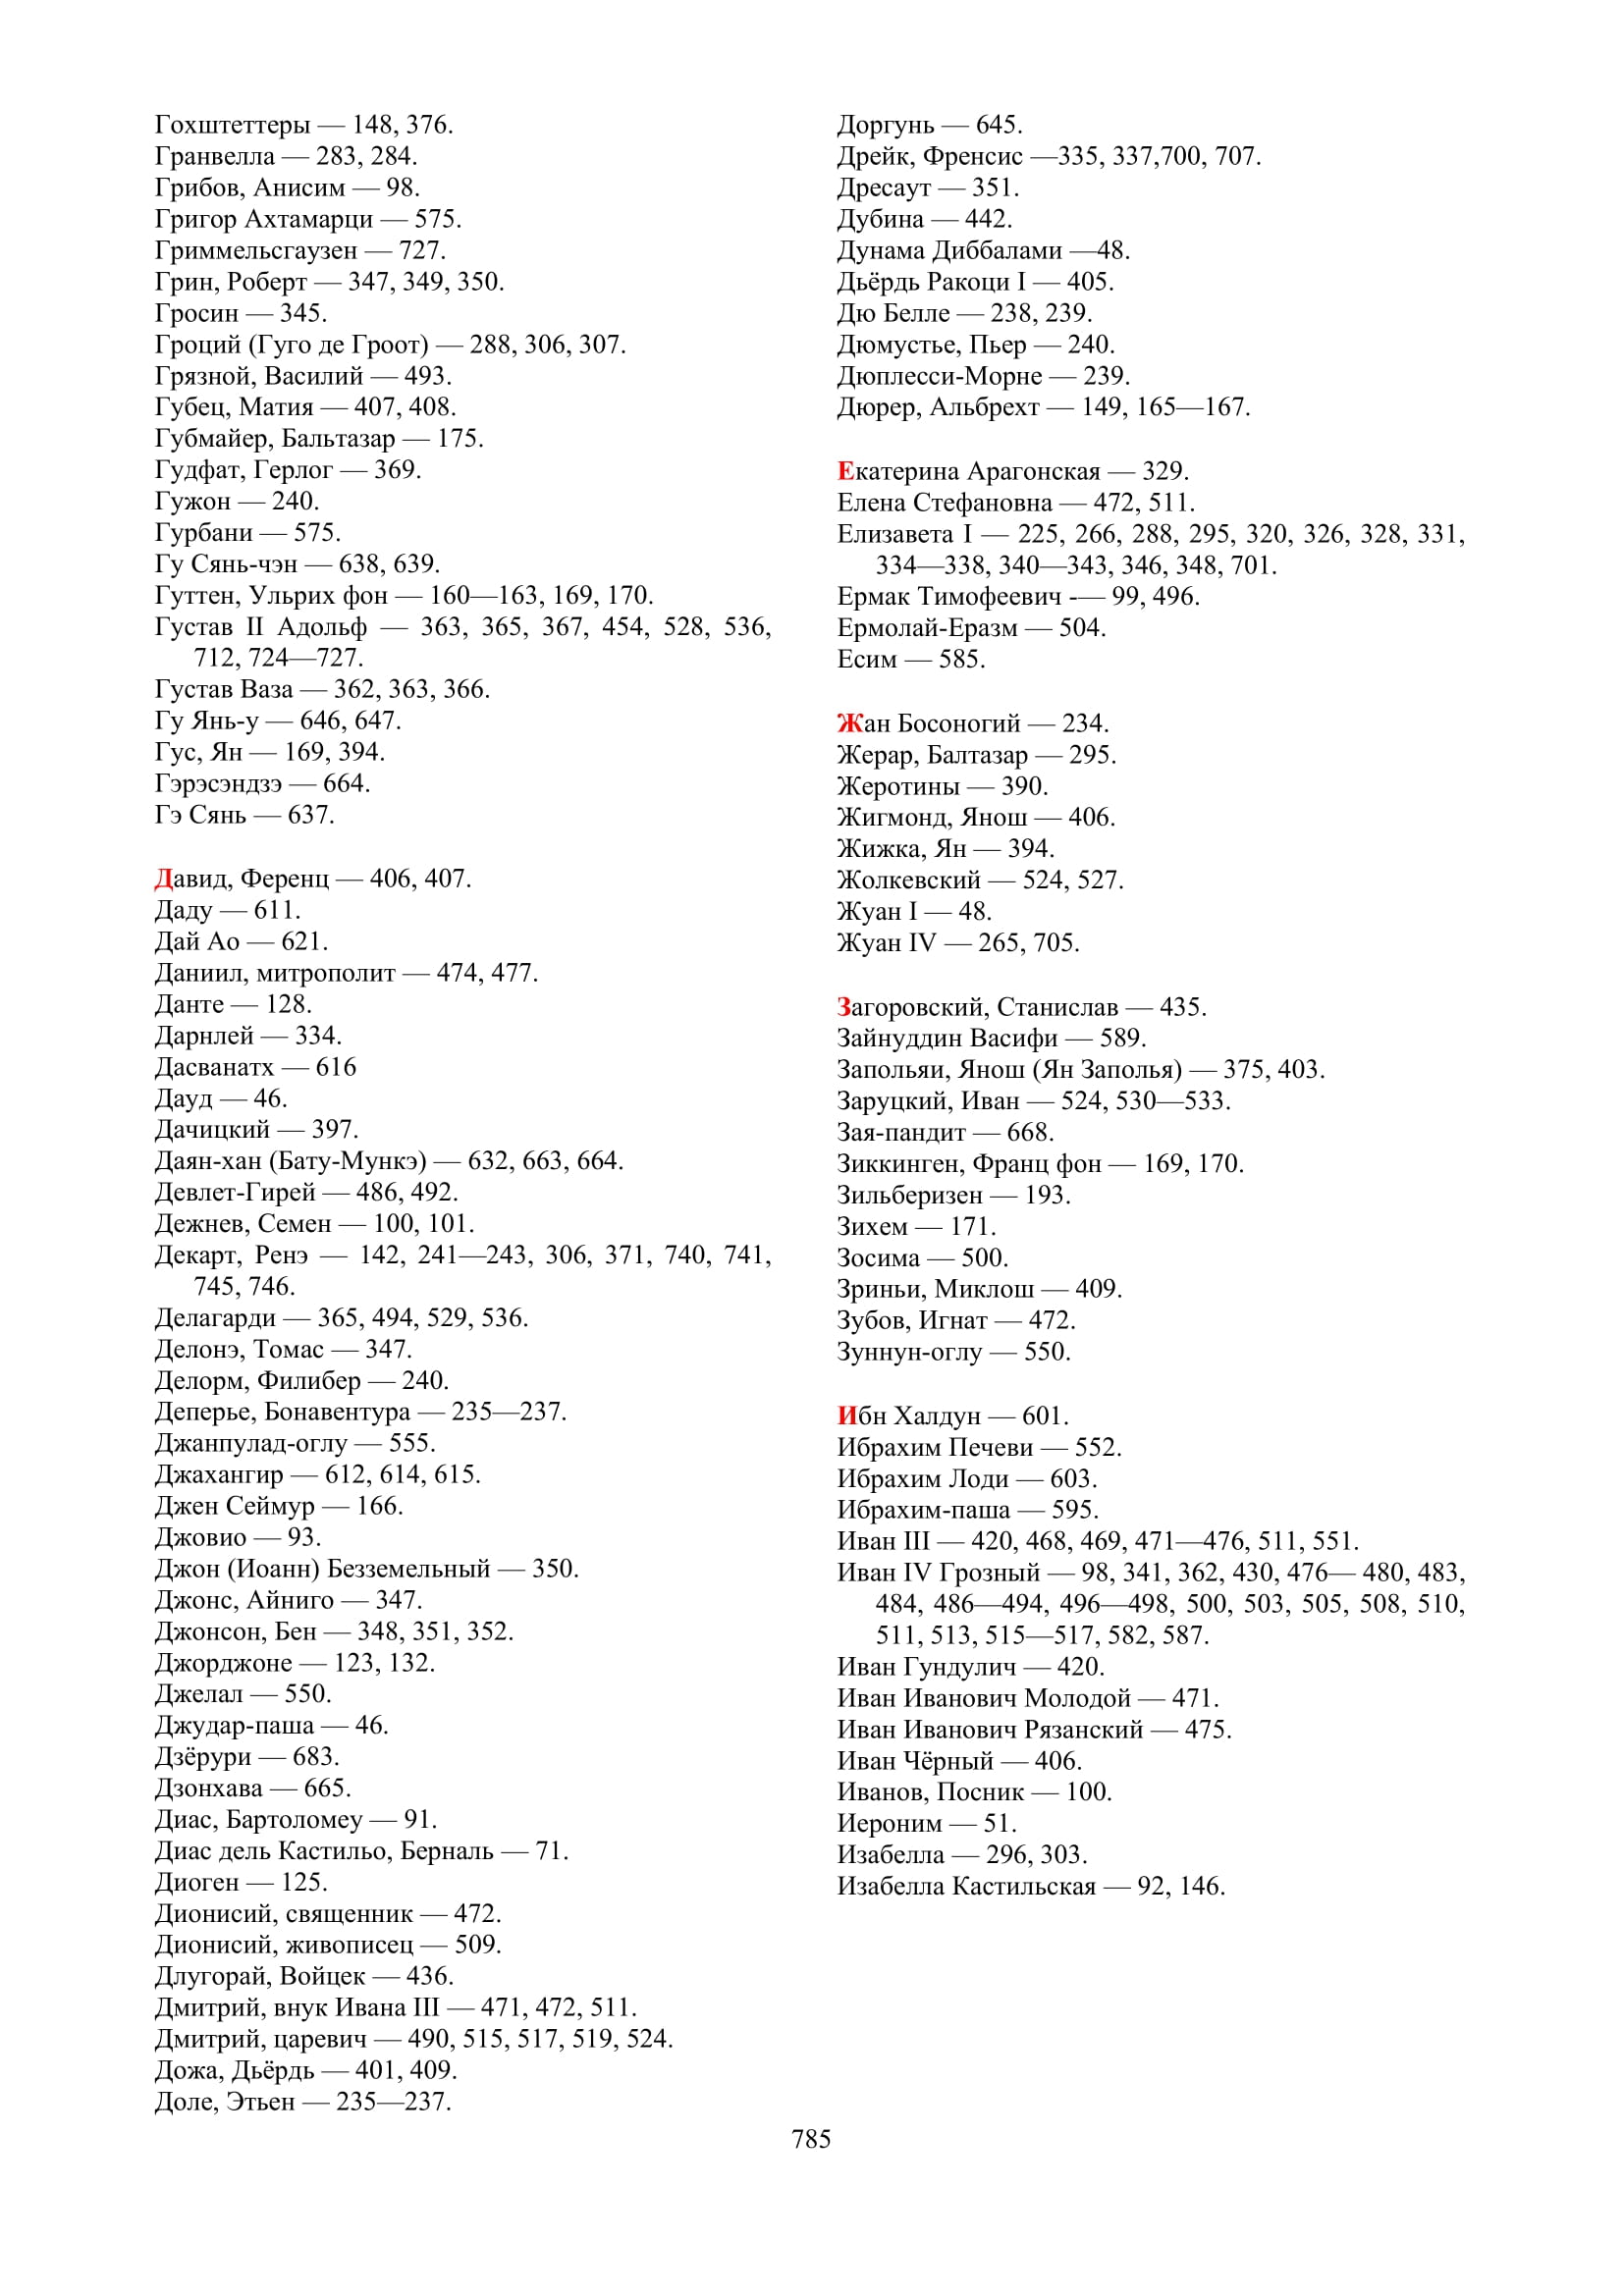 Гохштеттеры — 148, 376.
Гранвелла — 283, 284.
Грибов, Анисим — 98.
Григор Ахтамарци — 575.
Гриммельсгаузен — 727.
Грин, Роберт — 347, 349, 350.
Гросин — 345.
Гроций (Гуго де Гроот) — 288, 306, 307.
Грязной, Василий — 493.
Губец, Матия — 407, 408.
Губмайер, Бальтазар — 175.
Гудфат, Герлог — 369.
Гужон — 240.
Гурбани — 575.
Гу Сянь-чэн — 638, 639.
Гуттен, Ульрих фон — 160—163, 169, 170.
Густав II Адольф — 363, 365, 367, 454, 528, 536,
712, 724—727.
Густав Ваза — 362, 363, 366.
Гу Янь-у — 646, 647.
Гус, Ян — 169, 394.
Гэрэсэндзэ — 664.
Гэ Сянь — 637.
Давид, Ференц — 406, 407.
Даду — 611.
Дай Ао — 621.
Даниил, митрополит — 474, 477.
Данте — 128.
Дарнлей — 334.
Дасванатх — 616
Дауд — 46.
Дачицкий — 397.
Даян-хан (Бату-Мункэ) — 632, 663, 664.
Девлет-Гирей — 486, 492.
Дежнев, Семен — 100, 101.
Декарт, Ренэ — 142, 241—243, 306, 371, 740, 741,
745, 746.
Делагарди — 365, 494, 529, 536.
Делонэ, Томас — 347.
Делорм, Филибер — 240.
Деперье, Бонавентура — 235—237.
Джанпулад-оглу — 555.
Джахангир — 612, 614, 615.
Джен Сеймур — 166.
Джовио — 93.
Джон (Иоанн) Безземельный — 350.
Джонс, Айниго — 347.
Джонсон, Бен — 348, 351, 352.
Джорджоне — 123, 132.
Джелал — 550.
Джудар-паша — 46.
Дзёрури — 683.
Дзонхава — 665.
Диас, Бартоломеу — 91.
Диас дель Кастильо, Берналь — 71.
Диоген — 125.
Дионисий, священник — 472.
Дионисий, живописец — 509.
Длугорай, Войцек — 436.
Дмитрий, внук Ивана III — 471, 472, 511.
Дмитрий, царевич — 490, 515, 517, 519, 524.
Дожа, Дьёрдь — 401, 409.
Доле, Этьен — 235—237.
Доргунь — 645.
Дрейк, Френсис —335, 337,700, 707.
Дресаут — 351.
Дубина — 442.
Дунама Диббалами —48.
Дьёрдь Ракоци I — 405.
Дю Белле — 238, 239.
Дюмустье, Пьер — 240.
Дюплесси-Морне — 239.
Дюрер, Альбрехт — 149, 165—167.
Екатерина Арагонская — 329.
Елена Стефановна — 472, 511.
Елизавета I — 225, 266, 288, 295, 320, 326, 328, 331,
334—338, 340—343, 346, 348, 701.
Ермак Тимофеевич -— 99, 496.
Ермолай-Еразм — 504.
Есим — 585.
Жан Босоногий — 234.
Жерар, Балтазар — 295.
Жеротины — 390.
Жигмонд, Янош — 406.
Жижка, Ян — 394.
Жолкевский — 524, 527.
Жуан I — 48.
Жуан IV — 265, 705.
Загоровский, Станислав — 435.
Зайнуддин Васифи — 589.
Запольяи, Янош (Ян Заполья) — 375, 403.
Заруцкий, Иван — 524, 530—533.
Зая-пандит — 668.
Зиккинген, Франц фон — 169, 170.
Зильберизен — 193.
Зихем — 171.
Зосима — 500.
Зриньи, Миклош — 409.
Зубов, Игнат — 472.
Зуннун-оглу — 550.
Ибн Халдун — 601.
Ибрахим Печеви — 552.
Ибрахим Лоди — 603.
Ибрахим-паша — 595.
Иван III — 420, 468, 469, 471—476, 511, 551.
Иван IV Грозный — 98, 341, 362, 430, 476— 480, 483,
484, 486—494, 496—498, 500, 503, 505, 508, 510,
511, 513, 515—517, 582, 587.
Иван Гундулич — 420.
Иван Иванович Молодой — 471.
Иван Иванович Рязанский — 475.
Иван Чёрный — 406.
Иванов, Посник — 100.
Иероним — 51.
Изабелла — 296, 303.
Изабелла Кастильская — 92, 146.
785